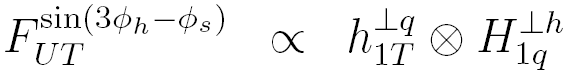 F_{UT}^{\sin(3\phi_h - \phi_s)} \propto h_{1T}^{\perp q} \otimes H_{1q}^{\perp h}